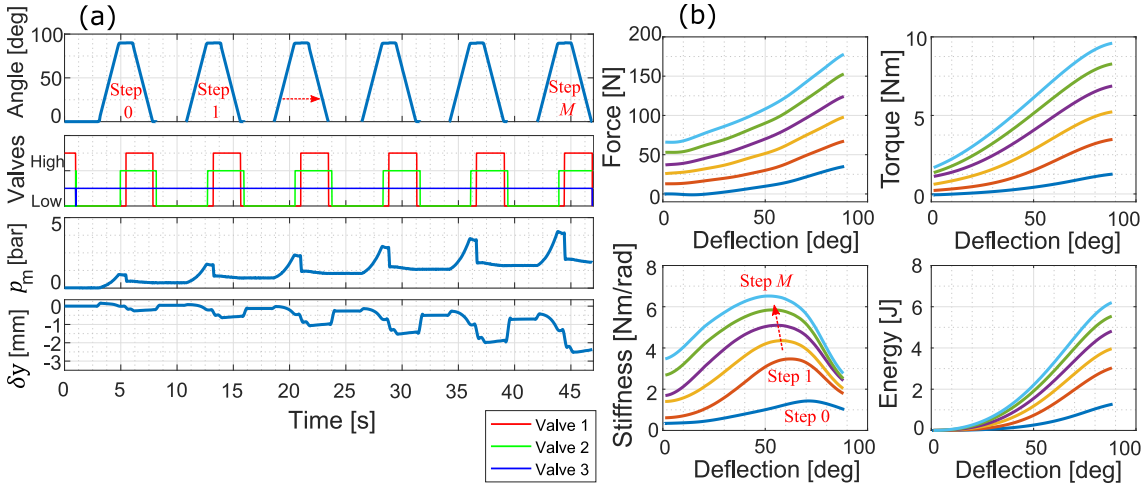 (a)
Angle [deg]
100
50
0
Step
0
Step
1
Step
M
Valves
High
Low
p_m [bar]
5
0
δy [mm]
0
-1
-2
-3
0 5 10 15 20 25 30 35 40 45
Time [s]
Valve 1
Valve 2
Valve 3
(b)
Force [N]
200
150
100
50
0
0 50 100
Deflection [deg]
Torque [Nm]
10
5
0
0 50 100
Deflection [deg]
Stiffness [Nm/rad]
8
6
4
2
0
Step M
Step 1
Step 0
0 50 100
Deflection [deg]
Energy [J]
8
6
4
2
0
0 50 100
Deflection [deg]